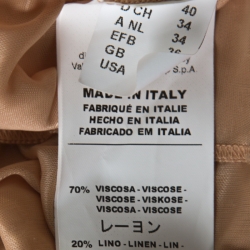 D CH 40
A NL 34
EFB 34
GB
USA
S.p.A
MADE IN ITALY
FABRIQUÉ EN ITALIE
HECHO EN ITALIA
FABRICADO EM ITÁLIA
70% VISCOSA - VISCOSE -
VISCOSE - VISKOSE -
VISCOSA - VISCOSE
レーヨン
20% LINO - LINEN - LIN -